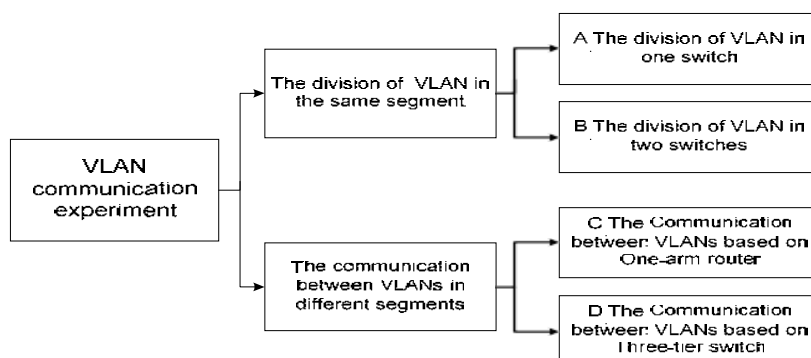 VLAN
communication
experiment
The division of VLAN in
the same segment
The communication
between VLANs in
different segments
A The division of VLAN in
one switch
B The division of VLAN in
two switches
C The Communication
between VLANs based on
One-arm router
D The Communication
between VLANs based on
Three-tier switch